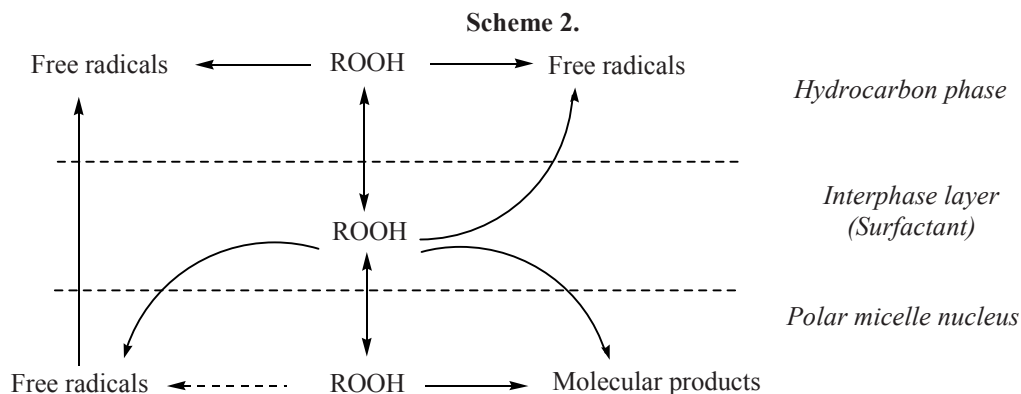 Scheme 2.
Free radicals ROOH Free radicals
Hydrocarbon phase
Interphase layer
(Surfactant)
ROOH
Polar micelle nucleus
Free radicals ROOH Molecular products